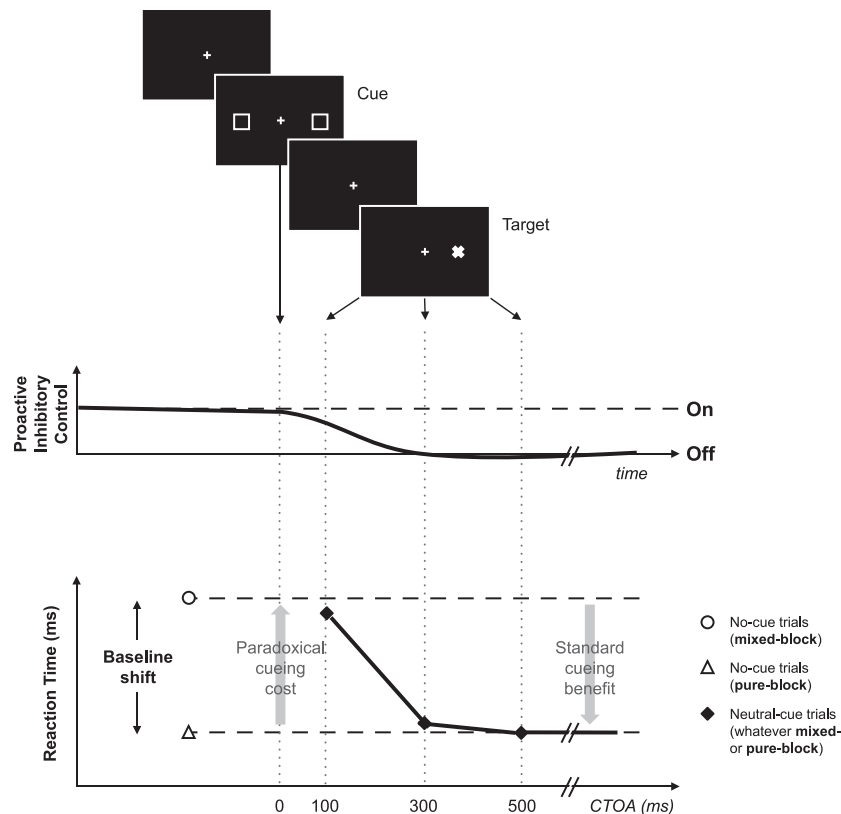 Cue
Target
Proactive
Inhibitory
Control
On
Off
time
Reaction Time (ms)
Baseline
shift
Paradoxical
cueing
cost
Standard
cueing
benefit
No-cue trials
(mixed-block)
No-cue trials
(pure-block)
Neutral-cue trials
(whatever mixed-
or pure-block)
0 100 300 500 CTOA (ms)